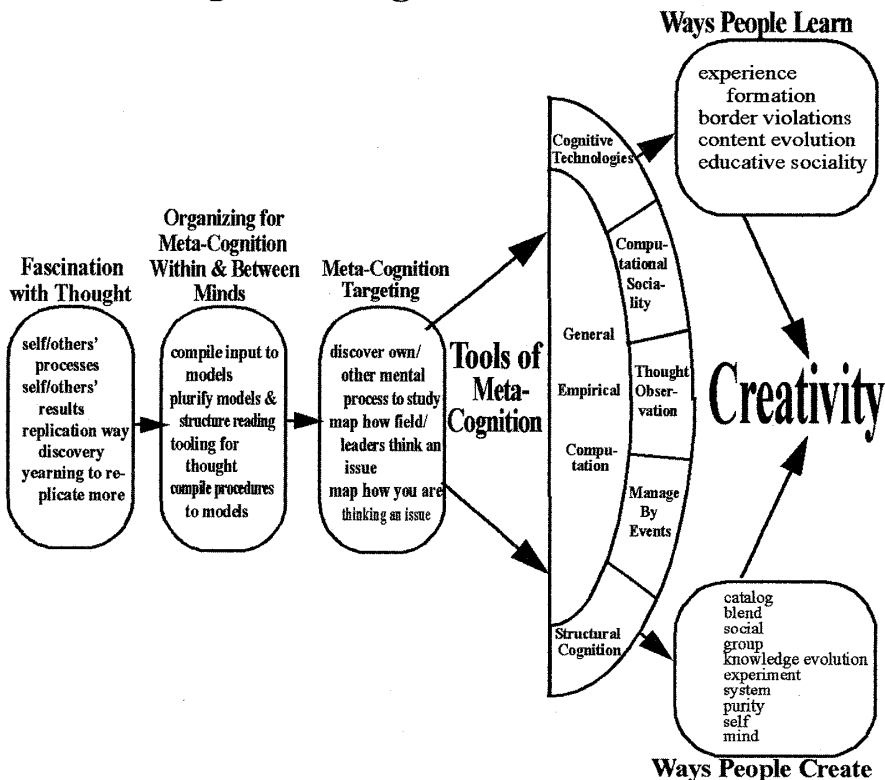 Fascination
with Thought
self/others'
processes
self/others'
results
replication way
discovery
yearning to re-
plicate more
Organizing for
Meta-Cognition
Within & Between
Minds
compile input to
models
plurify models &
structure reading
tooling for
thought
compile procedures
to models
Meta-Cognition
Targeting
discover own/
other mental
process to study
map how field/
leaders think an
issue
map how you are
thinking an issue
Tools of
Meta-
Cognition
General
Empirical
Compu-
tation
Cognitive
Technologies
Compu-
tational
Socia-
lity
Thought
Obser-
vation
Manage
By
Events
Structural
Cognition
Ways People Learn
experience
formation
border violations
content evolution
educative sociality
Creativity
catalog
blend
social
group
knowledge evolution
experiment
system
purity
self
mind
Ways People Create